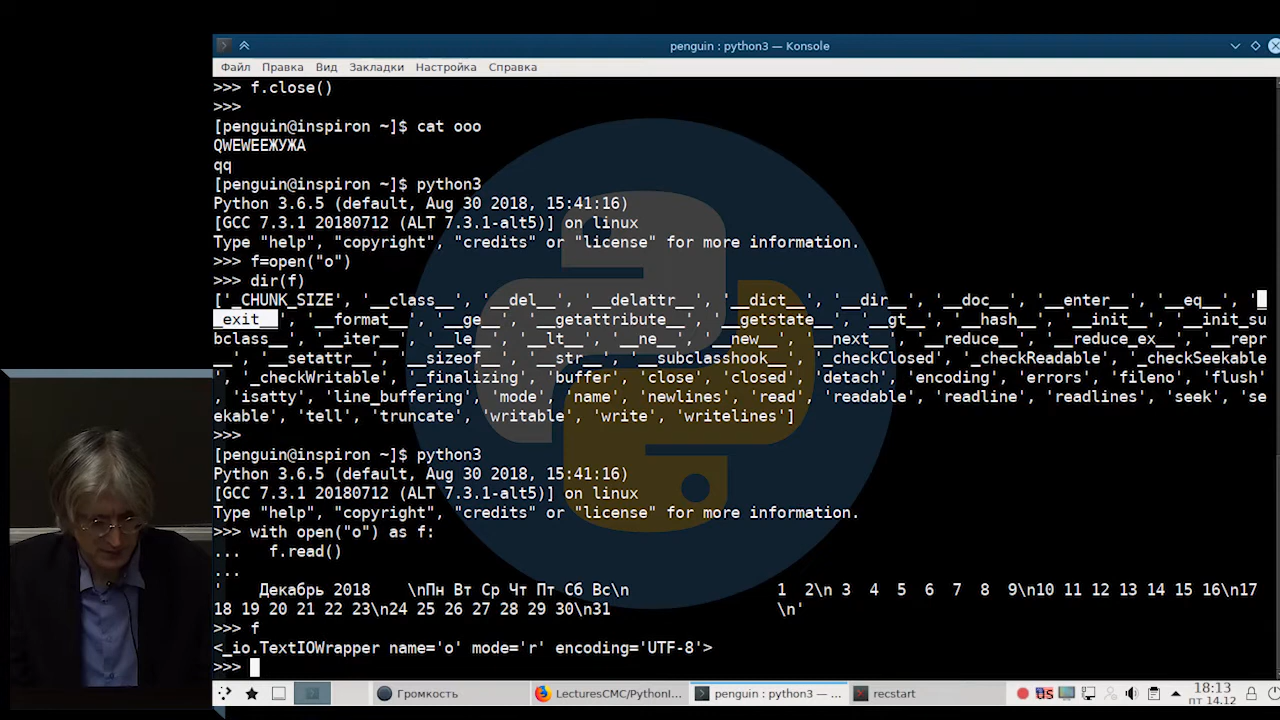 penguin : python3 — Konsole
Файл Правка Вид Закладки Настройка Справка
>>> f.close()
>>>
[penguin@inspiron ~]$ cat ooo
QWEWEEЖУЖА
qq
[penguin@inspiron ~]$ python3
Python 3.6.5 (default, Aug 30 2018, 15:41:16)
[GCC 7.3.1 20180712 (ALT 7.3.1-alt5)] on linux
Type "help", "copyright", "credits" or "license" for more information.
>>> f=open("o")
>>> dir(f)
['_CHUNK_SIZE', '__class__', '__del__', '__delattr__', '__dict__', '__dir__', '__doc__', '__enter__', '__eq__', '_
_exit__', '__format__', '__ge__', '__getattribute__', '__getstate__', '__gt__', '__hash__', '__init__', '__init_su
bclass__', '__iter__', '__le__', '__lt__', '__ne__', '__new__', '__next__', '__reduce__', '__reduce_ex__', '__repr
__', '__setattr__', '__sizeof__', '__str__', '__subclasshook__', '_checkClosed', '_checkReadable', '_checkSeekable
', '_checkWritable', '_finalizing', 'buffer', 'close', 'closed', 'detach', 'encoding', 'errors', 'fileno', 'flush'
, 'isatty', 'line_buffering', 'mode', 'name', 'newlines', 'read', 'readable', 'readline', 'readlines', 'seek', 'se
ekable', 'tell', 'truncate', 'writable', 'write', 'writelines']
>>>
[penguin@inspiron ~]$ python3
Python 3.6.5 (default, Aug 30 2018, 15:41:16)
[GCC 7.3.1 20180712 (ALT 7.3.1-alt5)] on linux
Type "help", "copyright", "credits" or "license" for more information.
>>> with open("o") as f:
...   f.read()
...
'    Декабрь 2018    \nПн Вт Ср Чт Пт Сб Вс\n                1  2\n 3  4  5  6  7  8  9\n10 11 12 13 14 15 16\n17
18 19 20 21 22 23\n24 25 26 27 28 29 30\n31                  \n'
>>> f
<_io.TextIOWrapper name='o' mode='r' encoding='UTF-8'>
>>>
Громкость LecturesCMC/PythonI... penguin : python3 — ... recstart us 18:13
пт 14.12